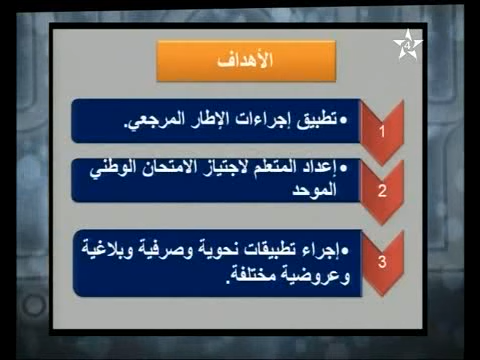 الأهداف
1
•تطبيق إجراءات الإطار المرجعي.
2
•إعداد المتعلم لاجتياز الامتحان الوطني
الموحد
3
•إجراء تطبيقات نحوية وصرفية وبلاغية
وعروضية مختلفة.
4